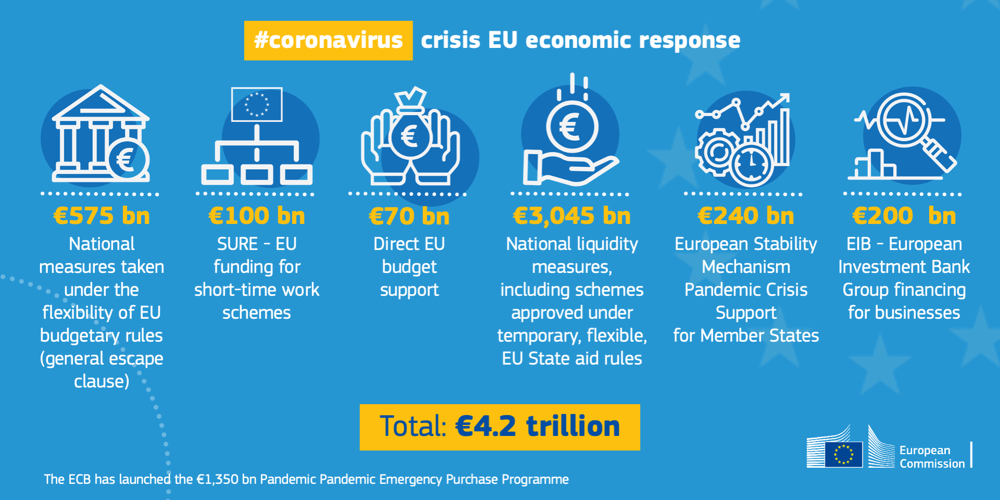 #coronavirus crisis EU economic response
€575 bn
National
measures taken
under the
flexibility of EU
budgetary rules
(general escape
clause)
€100 bn
SURE - EU
funding for
short-time work
schemes
€70 bn
Direct EU
budget
support
€3,045 bn
National liquidity
measures,
including schemes
approved under
temporary, flexible,
EU State aid rules
€240 bn
European Stability
Mechanism
Pandemic Crisis
Support
for Member States
€200 bn
EIB - European
Investment Bank
Group financing
for businesses
Total: €4.2 trillion
European
Commission
The ECB has launched the €1,350 bn Pandemic Pandemic Emergency Purchase Programme